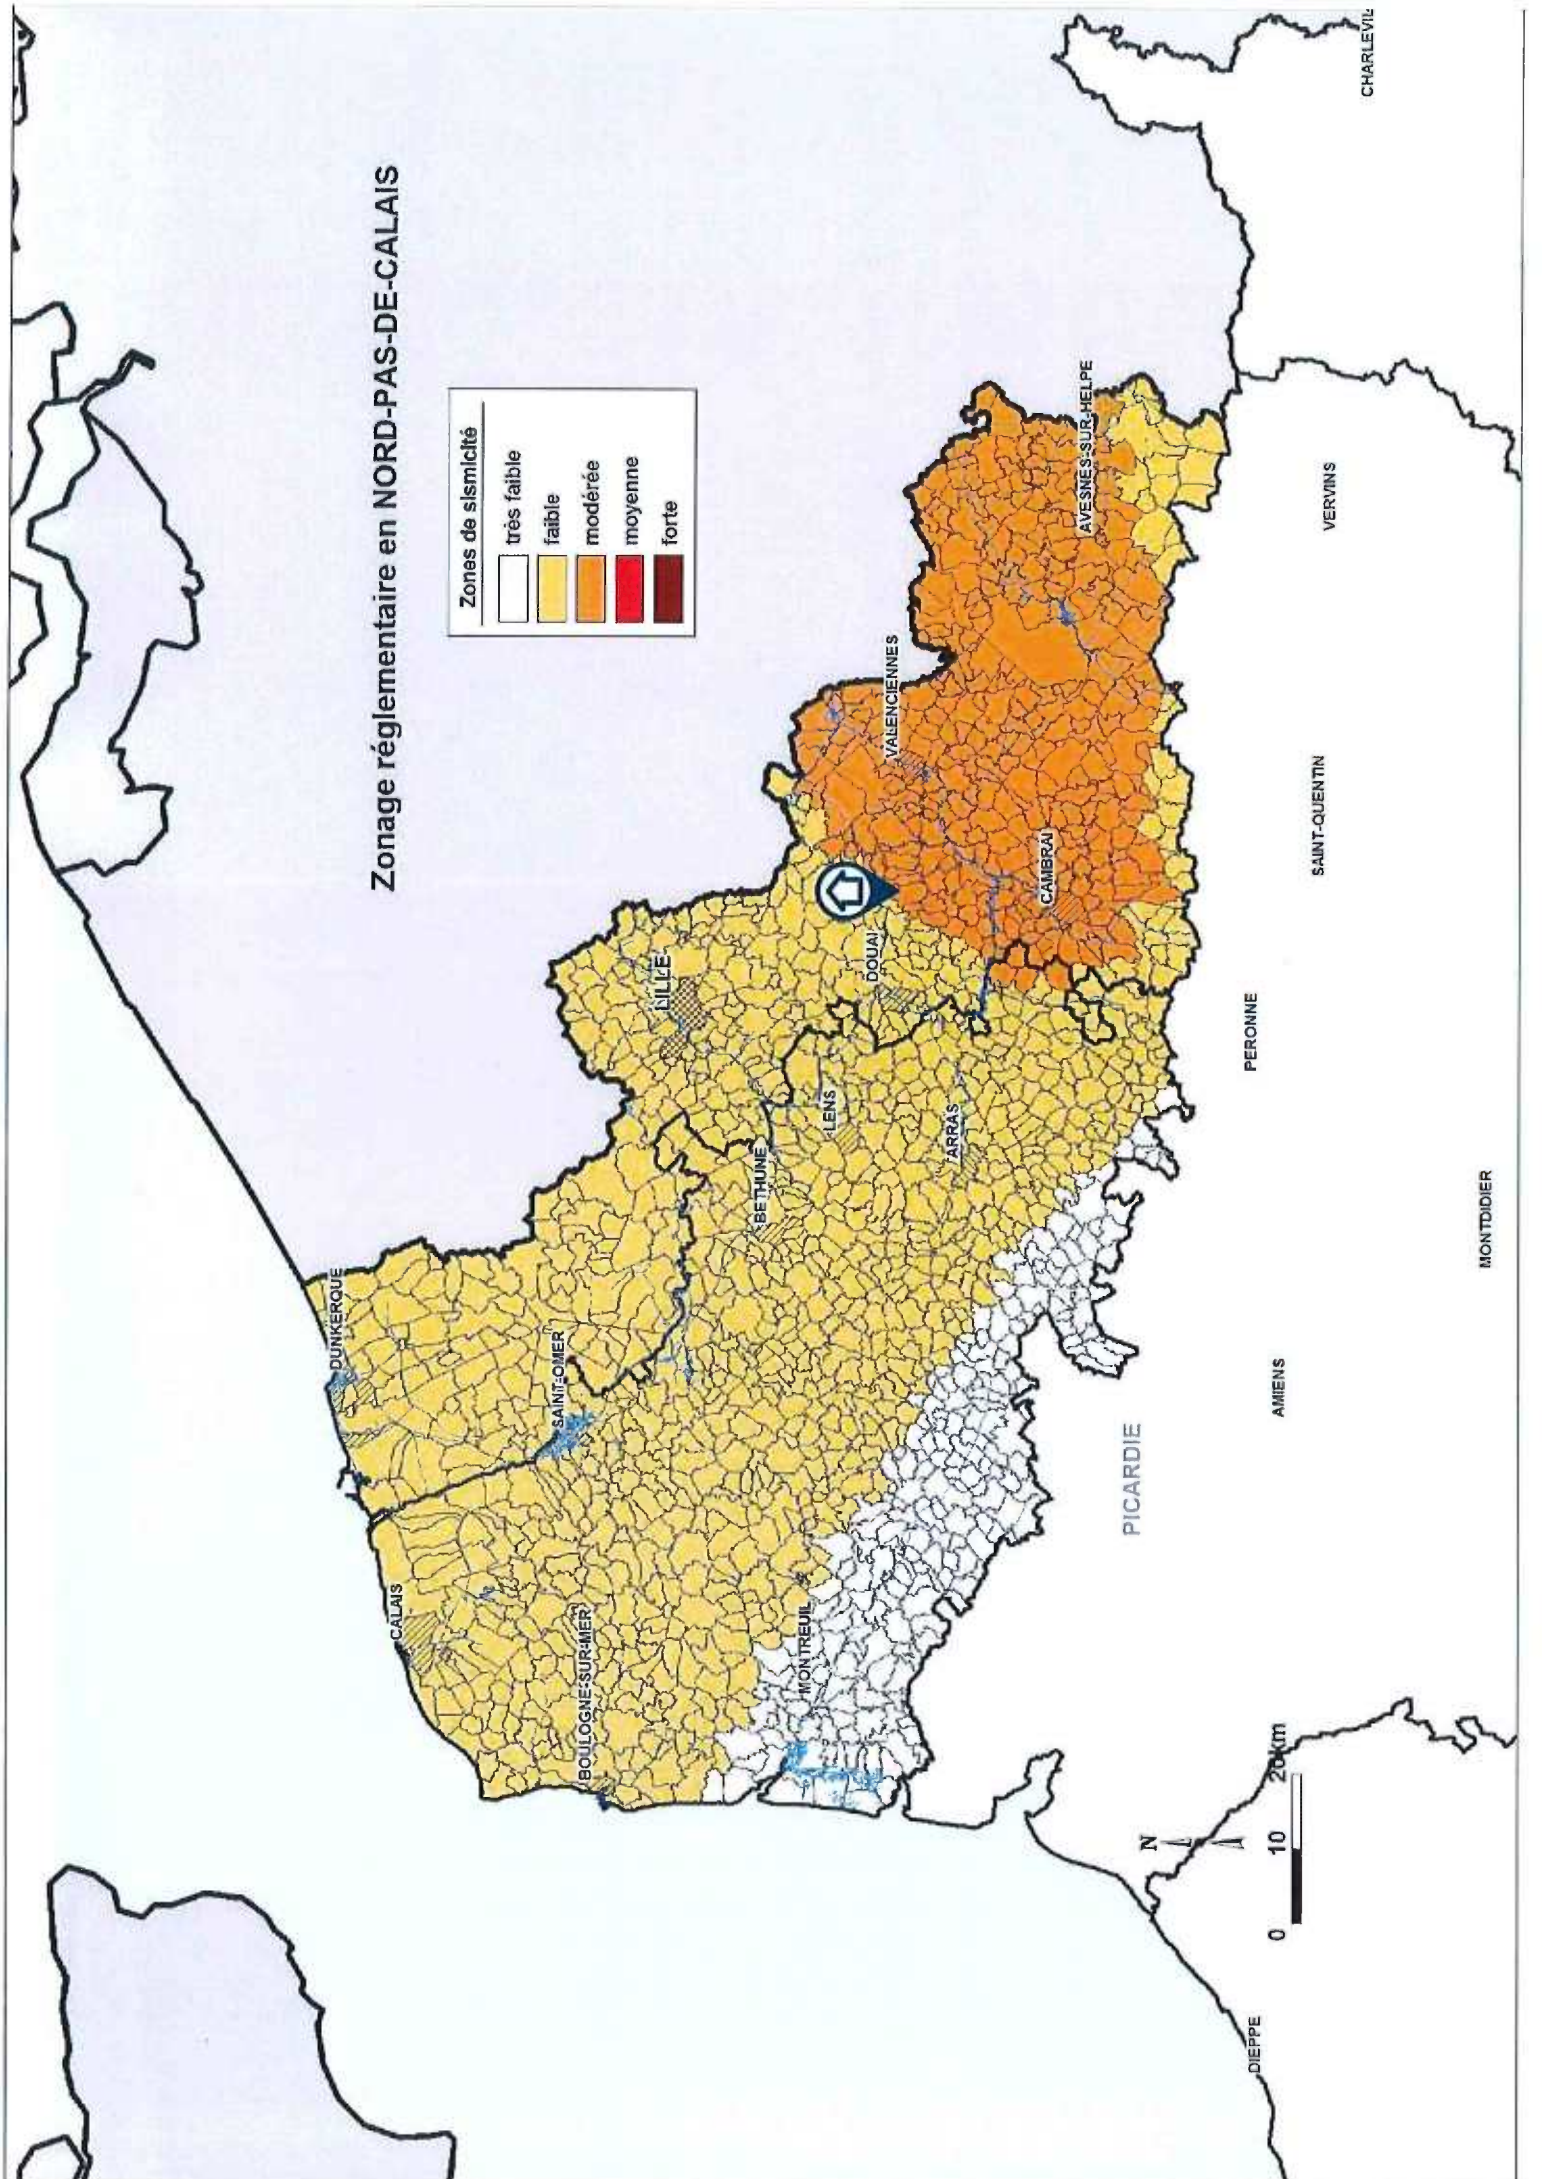 Zonage réglementaire en NORD-PAS-DE-CALAIS
Zones de sismicité
très faible
faible
modérée
moyenne
forte
DUNKERQUE
CALAIS
SAINT-OMER
BOULOGNE-SUR-MER
LILLE
BETHUNE
LENS
MONTREUIL
DOUAI
VALENCIENNES
ARRAS
CAMBRAI
AVESNES-SUR-HELPE
PICARDIE
PERONNE
AMIENS
SAINT-QUENTIN
VERVINS
CHARLEVIL
MONTDIDIER
DIEPPE
N
0 10 20km